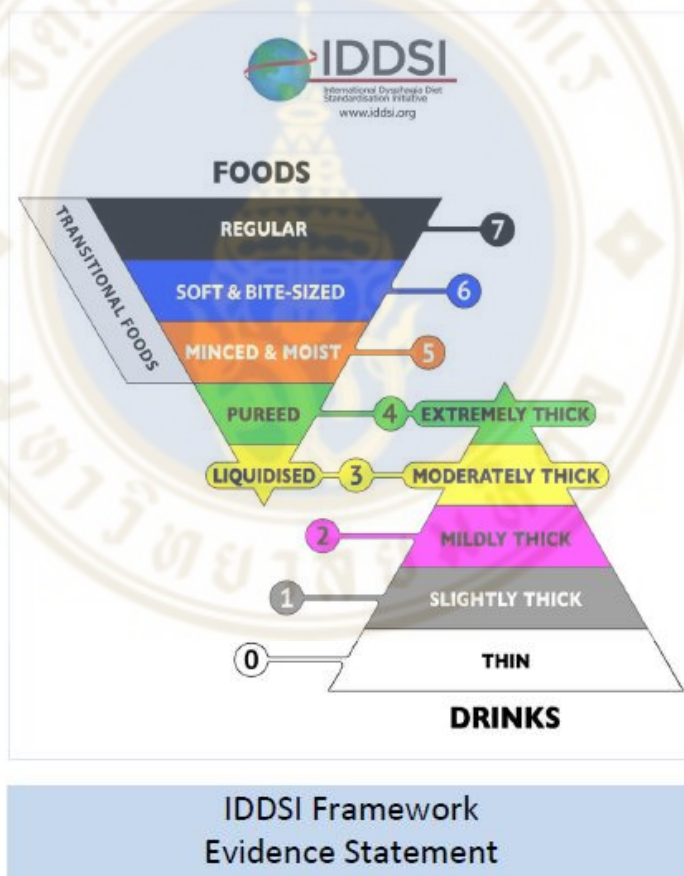 IDDSI
International Dysphagia Diet
Standardisation Initiative
www.iddsi.org
FOODS
TRANSITIONAL FOODS
REGULAR
7
SOFT & BITE-SIZED
6
MINCED & MOIST
5
PUREED
4
EXTREMELY THICK
LIQUIDISED
3
MODERATELY THICK
2
MILDLY THICK
1
SLIGHTLY THICK
0
THIN
DRINKS
IDDSI Framework
Evidence Statement